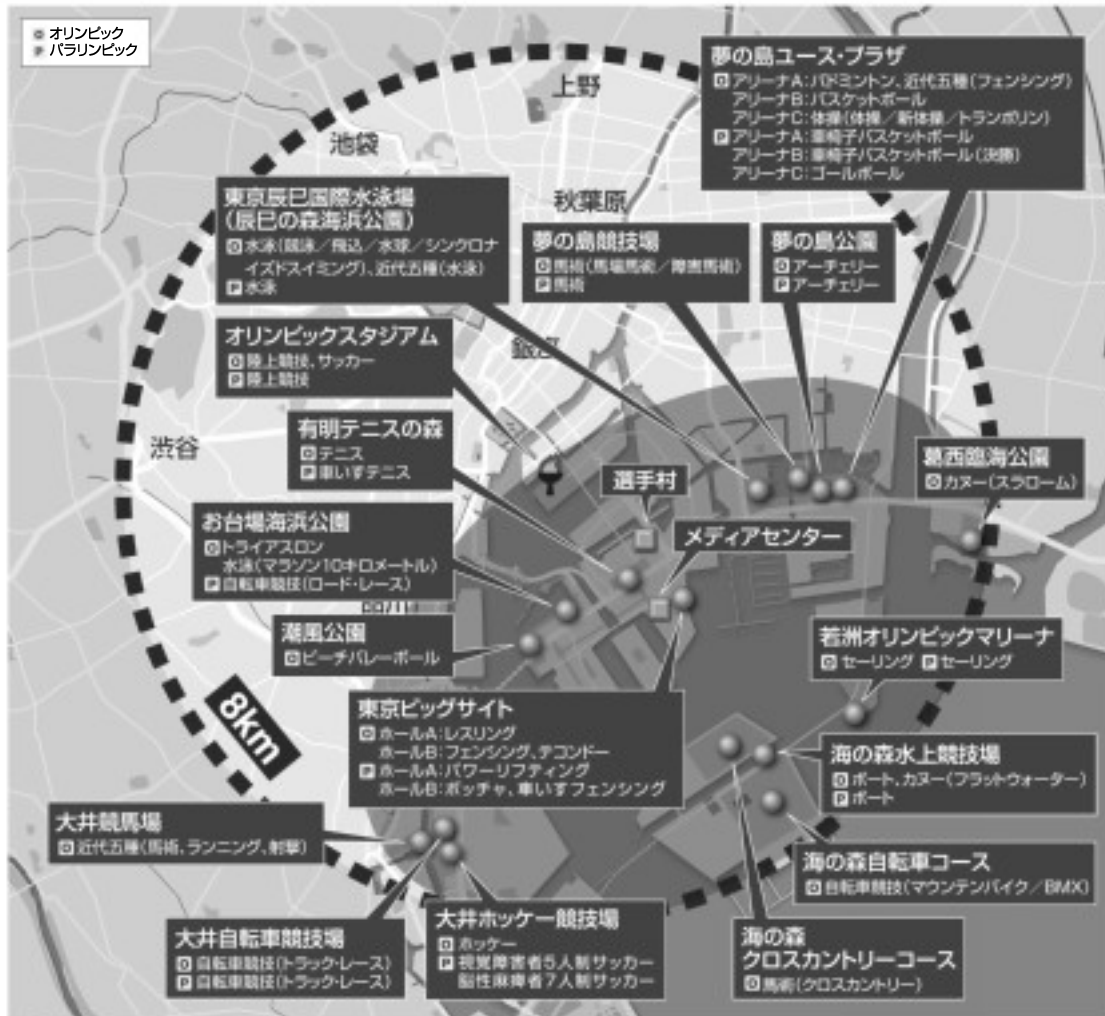 オリンピック
パラリンピック
上野
池袋
秋葉原
渋谷
8km
夢の島ユース・プラザ
O アリーナA:バドミントン、近代五種(フェンシング)
アリーナB:バスケットボール
アリーナC:体操(体操/新体操/トランポリン)
P アリーナA:車椅子バスケットボール
アリーナB:車椅子バスケットボール(決勝)
アリーナC:ゴールボール
東京辰巳国際水泳場
(辰巳の森海浜公園)
O 水泳(競泳/飛込/水球/シンクロナ
イズドスイミング)、近代五種(水泳)
P 水泳
夢の島競技場
O 馬術(馬場馬術/障害馬術)
P 馬術
夢の島公園
O アーチェリー
P アーチェリー
オリンピックスタジアム
O 陸上競技、サッカー
P 陸上競技
有明テニスの森
O テニス
P 車いすテニス
選手村
メディアセンター
葛西臨海公園
O カヌー(スラローム)
お台場海浜公園
O トライアスロン
水泳(マラソン10キロメートル)
P 自転車競技(ロード・レース)
潮風公園
O ビーチバレーボール
若洲オリンピックマリーナ
O セーリング P セーリング
東京ビッグサイト
O ホールA:レスリング
ホールB:フェンシング、テコンドー
P ホールA:パワーリフティング
ホールB:ボッチャ、車いすフェンシング
海の森水上競技場
O ボート、カヌー(フラットウォーター)
P ボート
大井競馬場
O 近代五種(馬術、ランニング、射撃)
海の森自転車コース
O 自転車競技(マウンテンバイク/BMX)
大井自転車競技場
O 自転車競技(トラック・レース)
P 自転車競技(トラック・レース)
大井ホッケー競技場
O ホッケー
P 視覚障害者5人制サッカー
脳性麻痺者7人制サッカー
海の森
クロスカントリーコース
O 馬術(クロスカントリー)